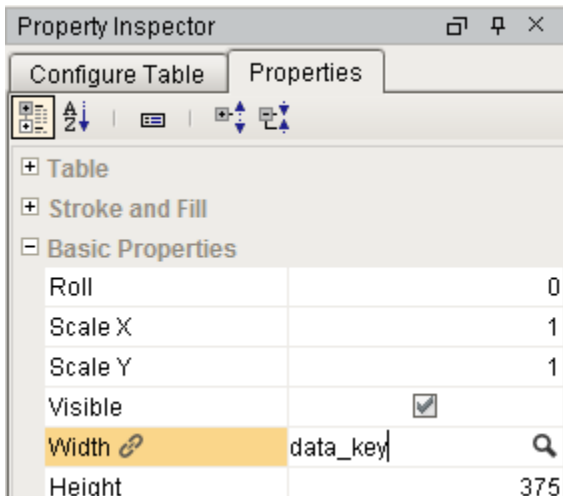 Property Inspector
Configure Table Properties
Table
Stroke and Fill
Basic Properties
Roll 0
Scale X 1
Scale Y 1
Visible
Width data_key
Height 375